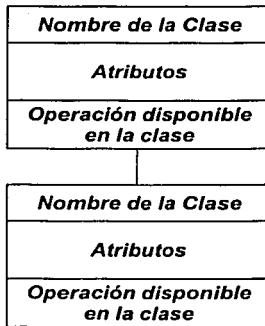 Nombre de la Clase
Atributos
Operación disponible
en la clase
Nombre de la Clase
Atributos
Operación disponible
en la clase